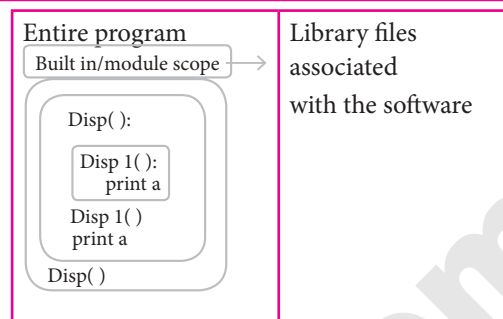 Entire program
Built in/module scope
Disp( ):
Disp 1( ):
print a
Disp 1( )
print a
Disp( )
Library files
associated
with the software